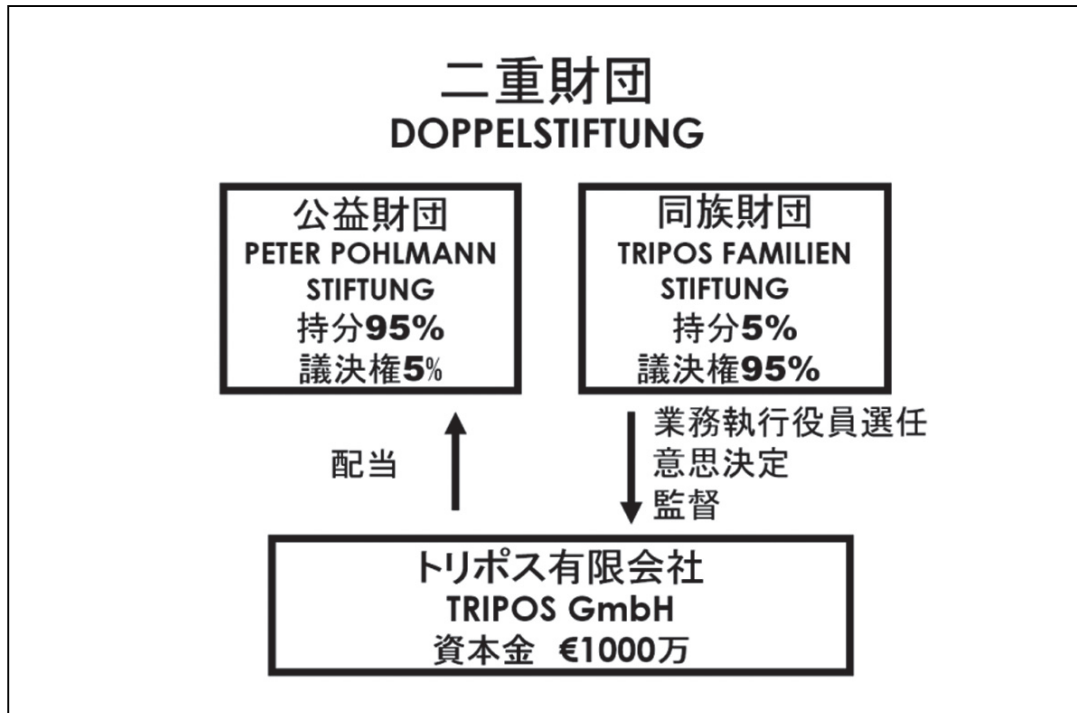 二重財団
DOPPELSTIFTUNG
公益財団
PETER POHLMANN
STIFTUNG
持分95%
議決権5%
同族財団
TRIPOS FAMILIEN
STIFTUNG
持分5%
議決権95%
配当
業務執行役員選任
意思決定
監督
トリポス有限会社
TRIPOS GmbH
資本金 €1000万